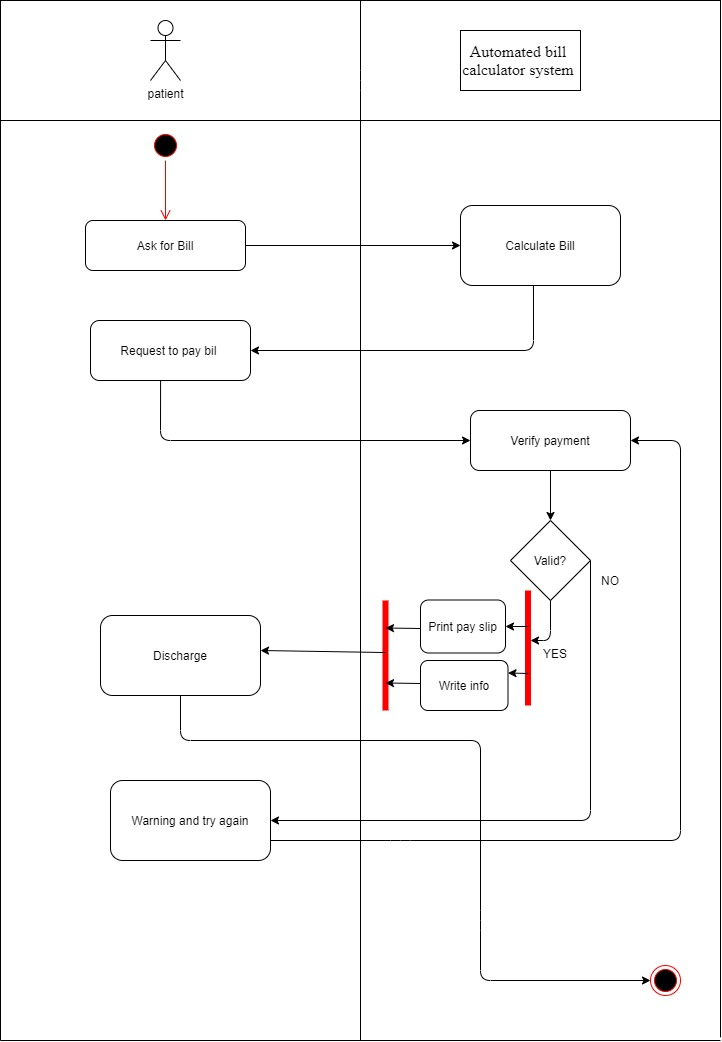 Automated bill
calculator system
patient
Ask for Bill
Calculate Bill
Request to pay bil
Verify payment
Valid?
NO
Print pay slip
YES
Discharge
Write info
Warning and try again